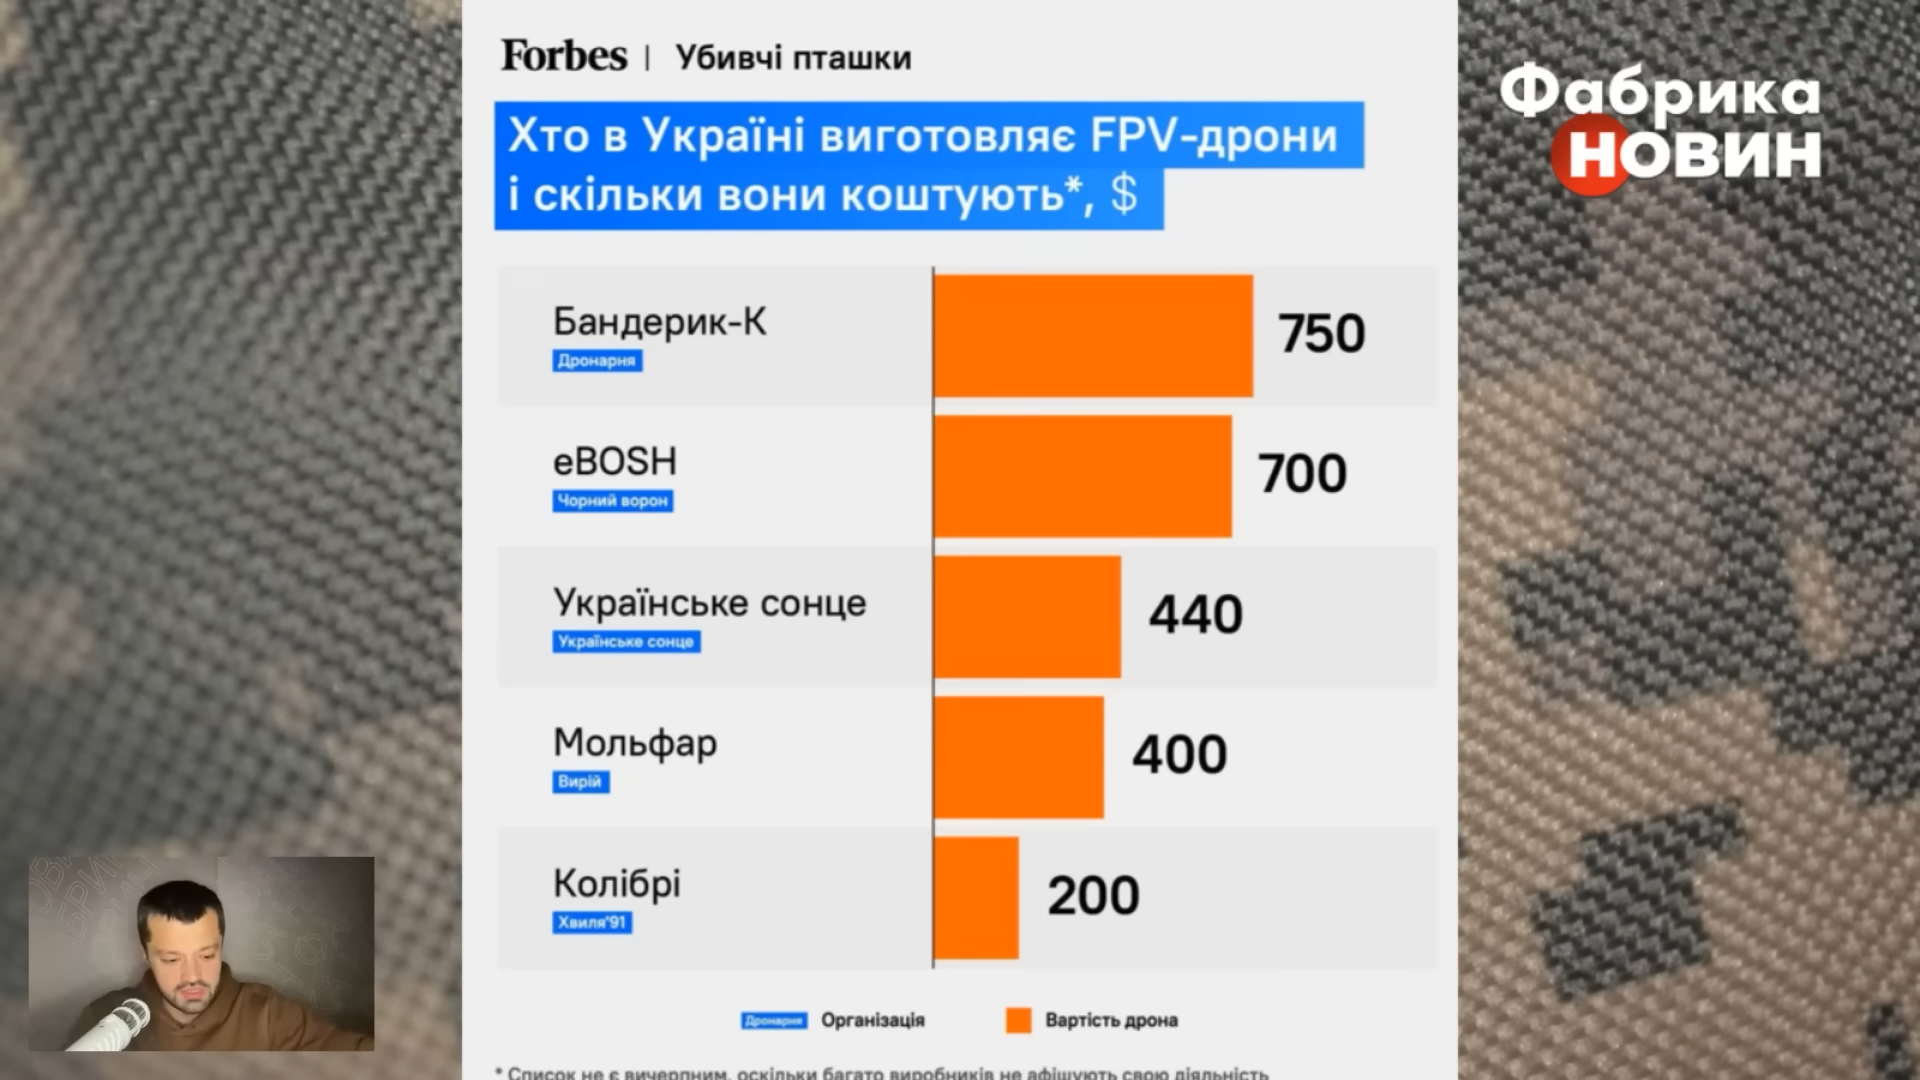 Forbes | Убивчі пташки
Фабрика
новин
Хто в Україні виготовляє FPV-дрони
і скільки вони коштують*, $
Бандерик-К
Дронарня
750
eBOSH
Чорний ворон
700
Українське сонце
Українське сонце
440
Мольфар
Вирій
400
Колібрі
Хвиля'91
200
Дронарня Організація
Вартість дрона
* Список не є вичерпним, оскільки багато виробників не афішують свою діяльність